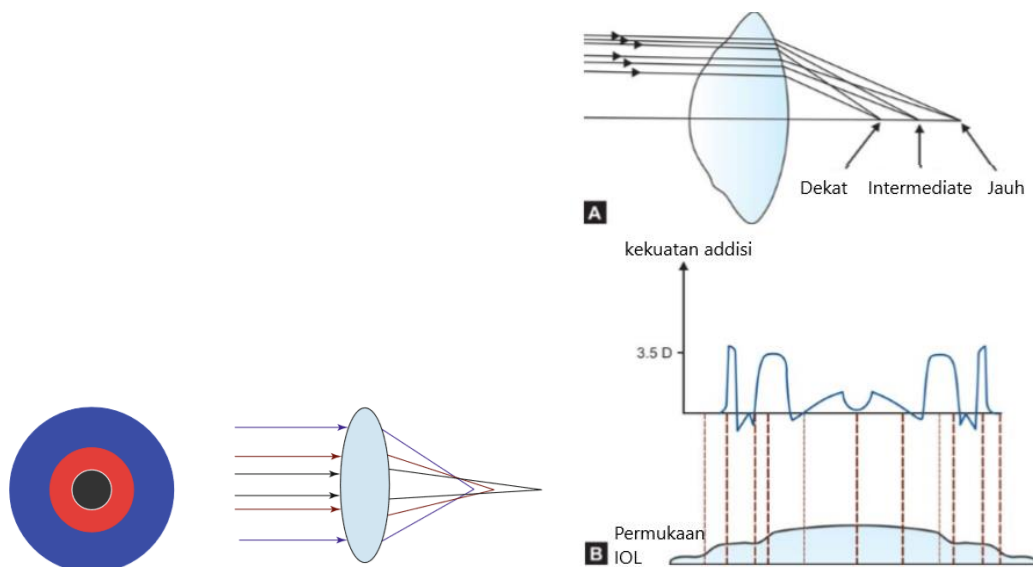 Dekat Intermediate Jauh
A
kekuatan addisi
3.5 D
Permukaan
IOL
B